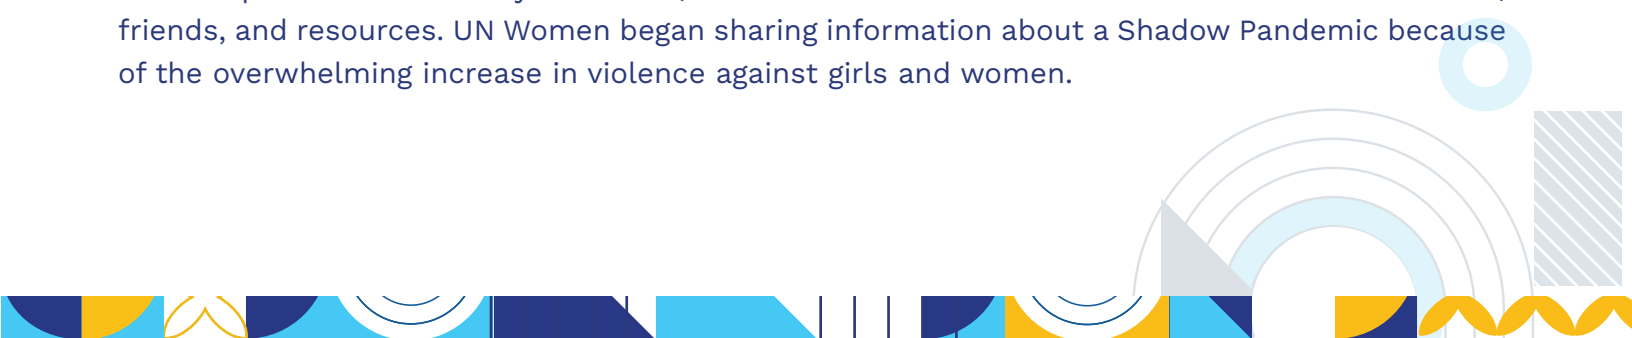 friends, and resources. UN Women began sharing information about a Shadow Pandemic because
of the overwhelming increase in violence against girls and women.